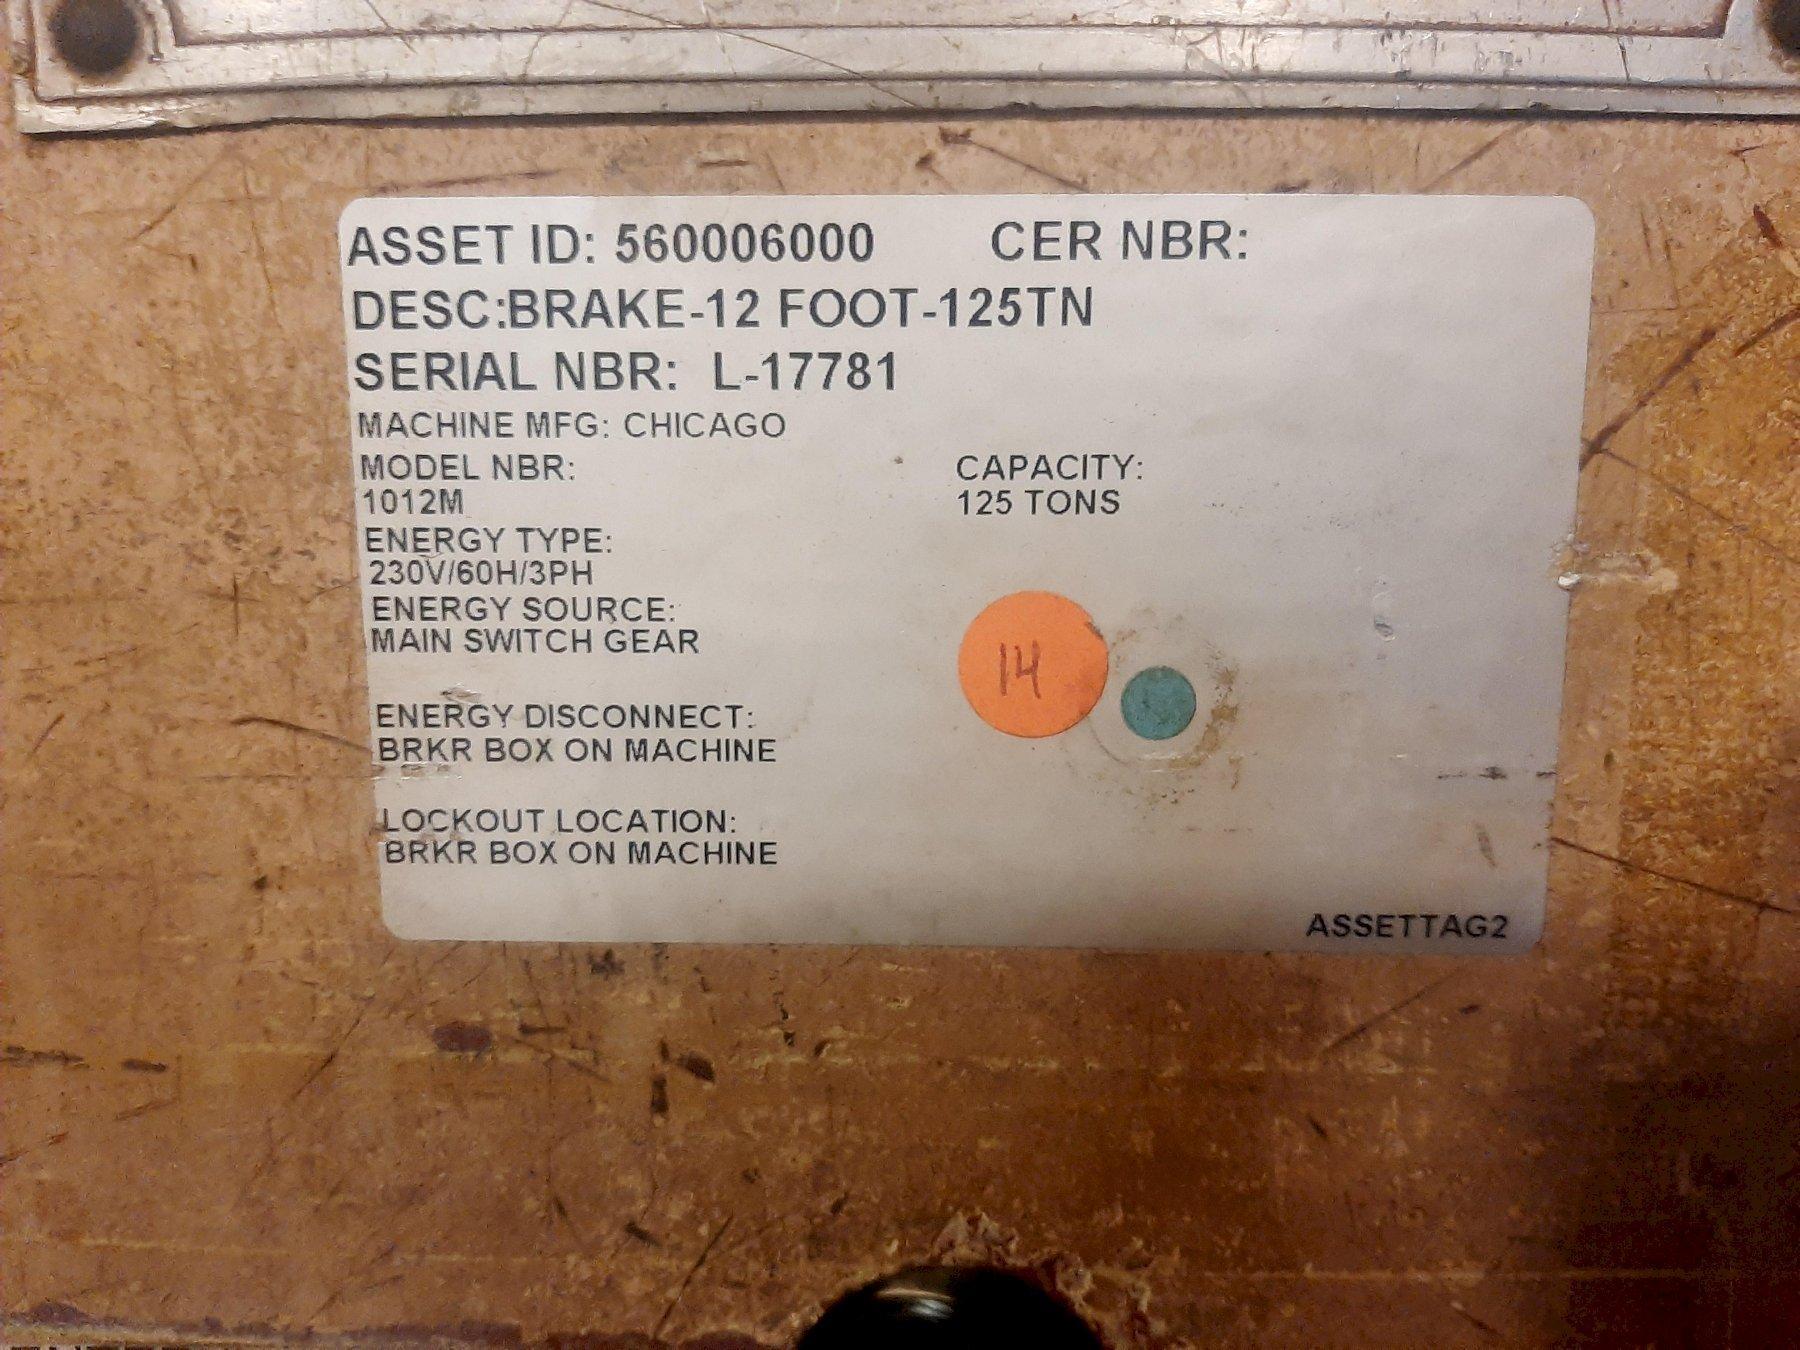 ASSET ID: 560006000 CER NBR:
DESC:BRAKE-12 FOOT-125TN
SERIAL NBR: L-17781
MACHINE MFG: CHICAGO
MODEL NBR: CAPACITY:
1012M 125 TONS
ENERGY TYPE:
230V/60H/3PH
ENERGY SOURCE:
MAIN SWITCH GEAR
14
ENERGY DISCONNECT:
BRKR BOX ON MACHINE
LOCKOUT LOCATION:
BRKR BOX ON MACHINE
ASSETTAG2